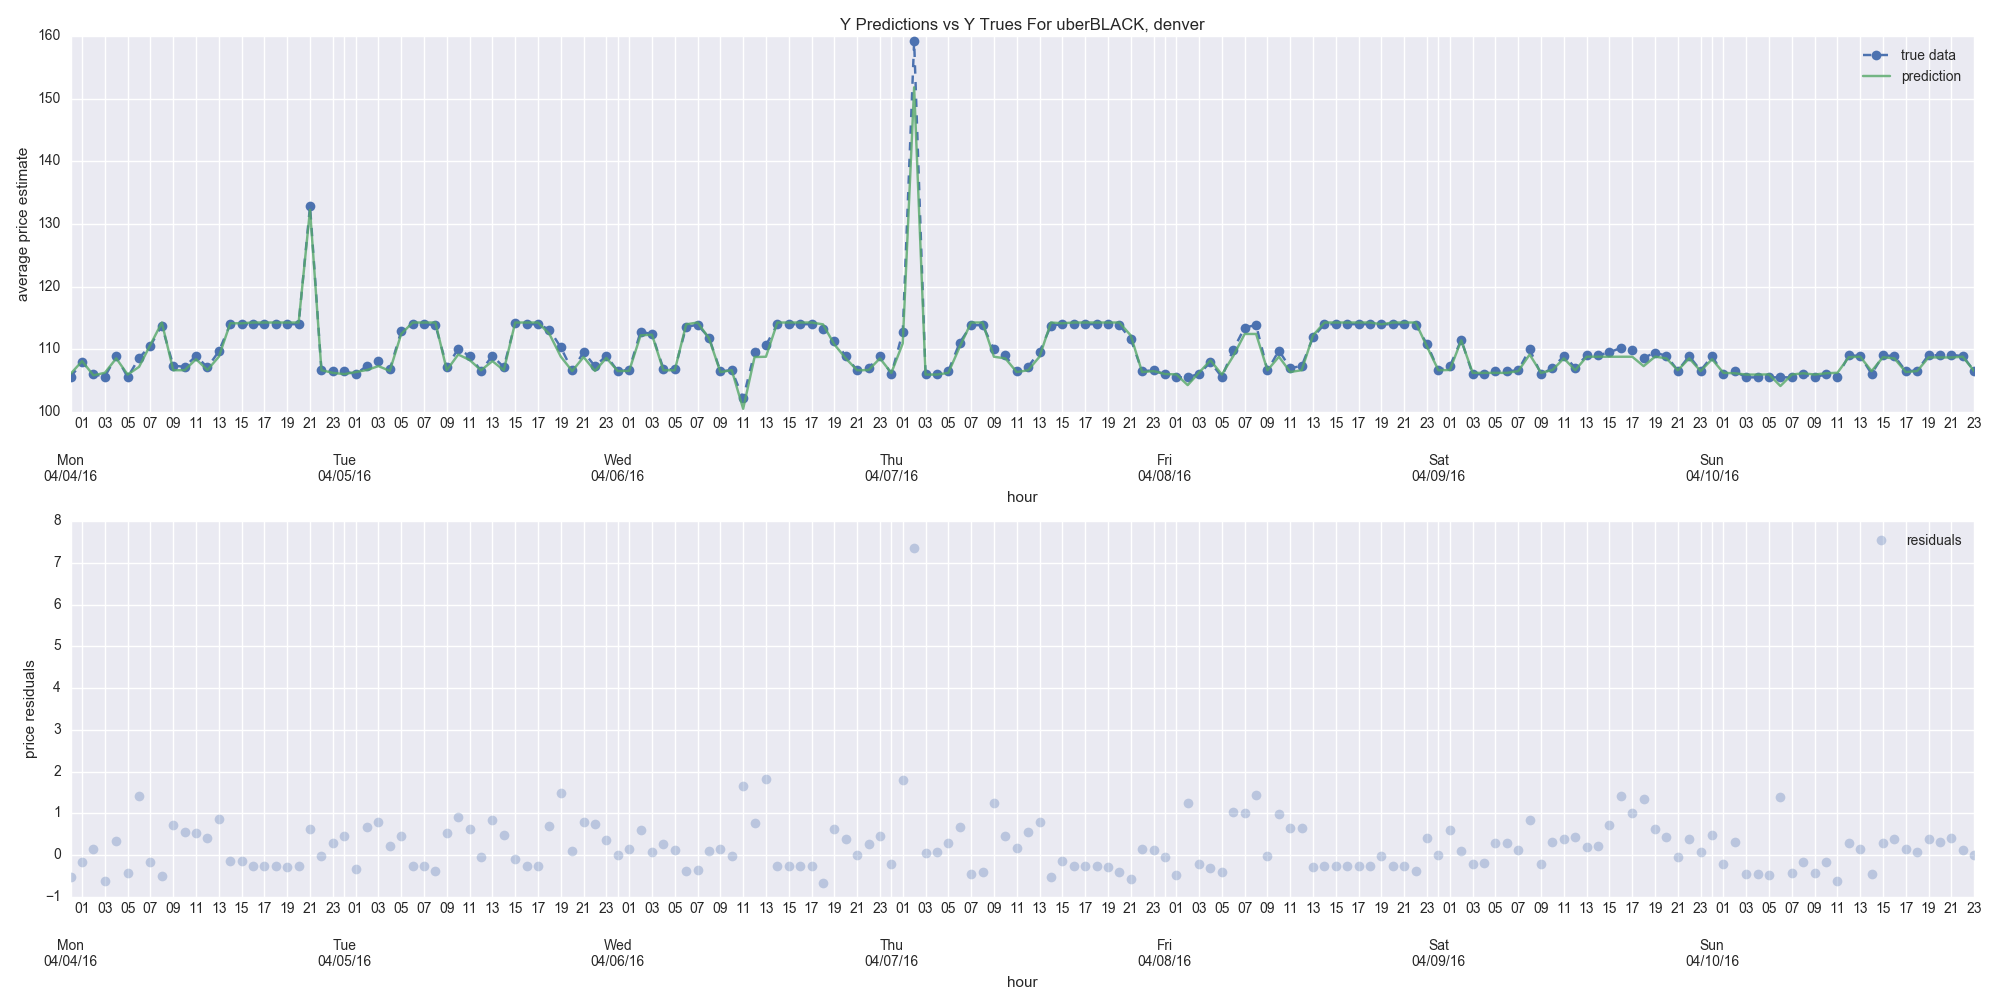 Y Predictions vs Y Trues For uberBLACK, denver
160
150
140
130
120
110
100
average price estimate
true data
prediction
01 03 05 07 09 11 13 15 17 19 21 23 01 03 05 07 09 11 13 15 17 19 21 23 01 03 05 07 09 11 13 15 17 19 21 23 01 03 05 07 09 11 13 15 17 19 21 23 01 03 05 07 09 11 13 15 17 19 21 23 01 03 05 07 09 11 13 15 17 19 21 23 01 03 05 07 09 11 13 15 17 19 21 23
Mon Tue Wed Thu Fri Sat Sun
04/04/16 04/05/16 04/06/16 04/07/16 04/08/16 04/09/16 04/10/16
hour
8
7
6
5
4
3
2
1
0
−1
price residuals
residuals
01 03 05 07 09 11 13 15 17 19 21 23 01 03 05 07 09 11 13 15 17 19 21 23 01 03 05 07 09 11 13 15 17 19 21 23 01 03 05 07 09 11 13 15 17 19 21 23 01 03 05 07 09 11 13 15 17 19 21 23 01 03 05 07 09 11 13 15 17 19 21 23 01 03 05 07 09 11 13 15 17 19 21 23
Mon Tue Wed Thu Fri Sat Sun
04/04/16 04/05/16 04/06/16 04/07/16 04/08/16 04/09/16 04/10/16
hour